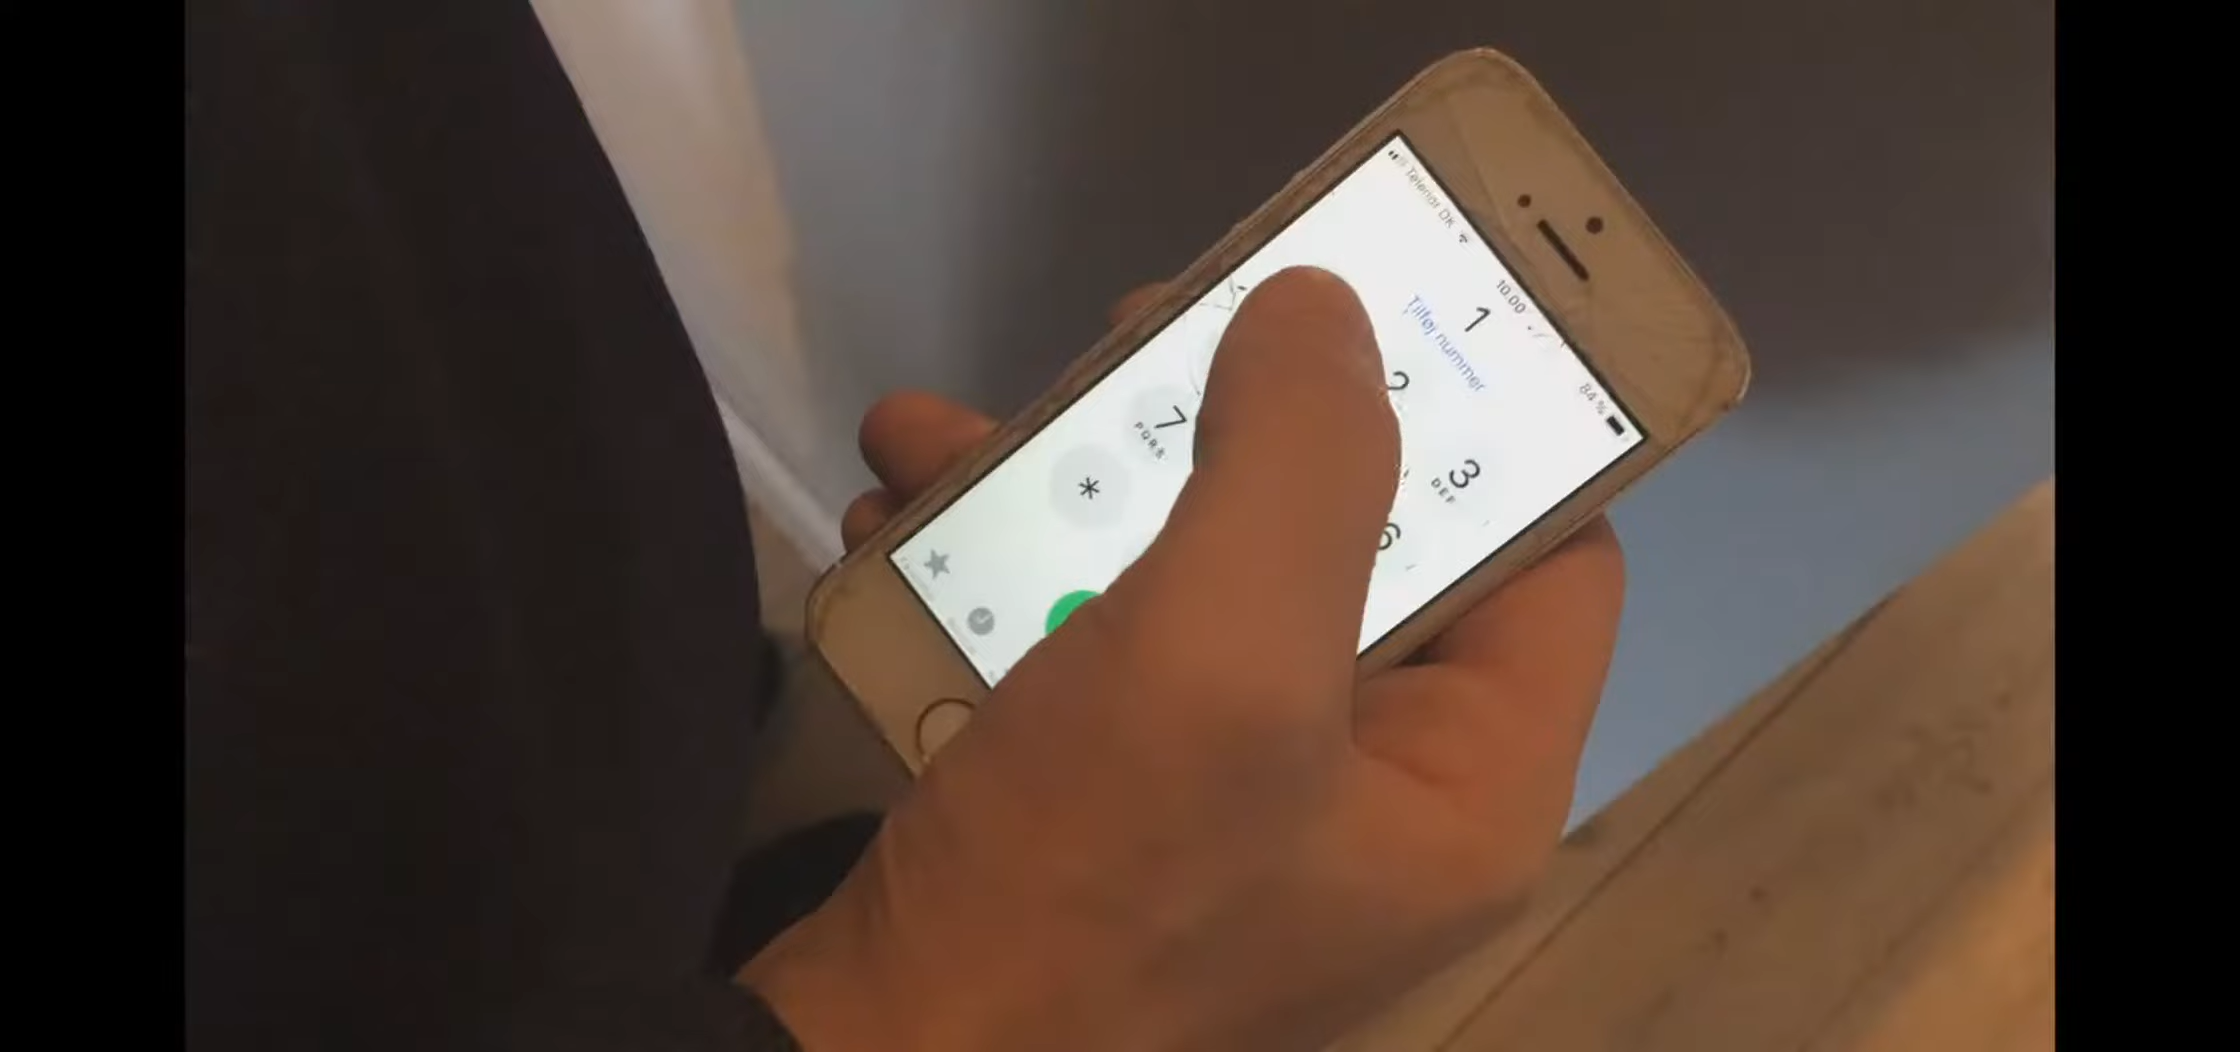 Telenor DK
10.00
84 %
Tilføj nummer
1
2
3
DEF
6
7
PQRS
*